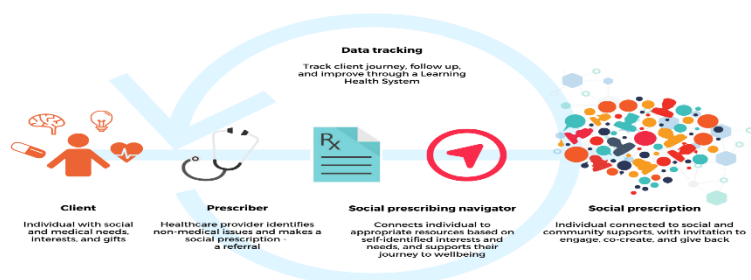 Data tracking
Track client journey, follow up,
and improve through a Learning
Health System
Rx
Client
Individual with social
and medical needs,
interests, and gifts
Prescriber
Healthcare provider identifies
non-medical issues and makes a
social prescription -
a referral
Social prescribing navigator
Connects individual to
appropriate resources based on
self-identified interests and
needs, and supports their
journey to wellbeing
Social prescription
Individual connected to social and
community supports, with invitation to
engage, co-create, and give back